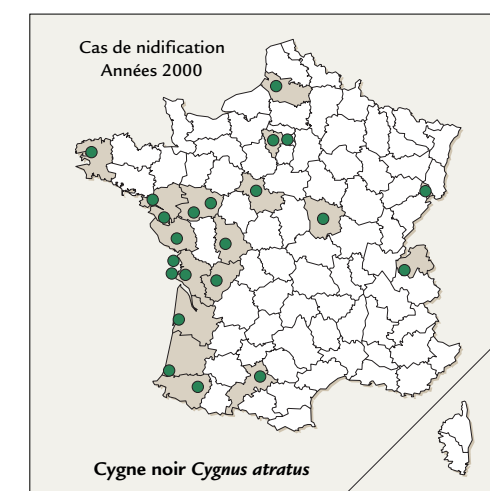 Cas de nidification
Années 2000
Cygne noir Cygnus atratus